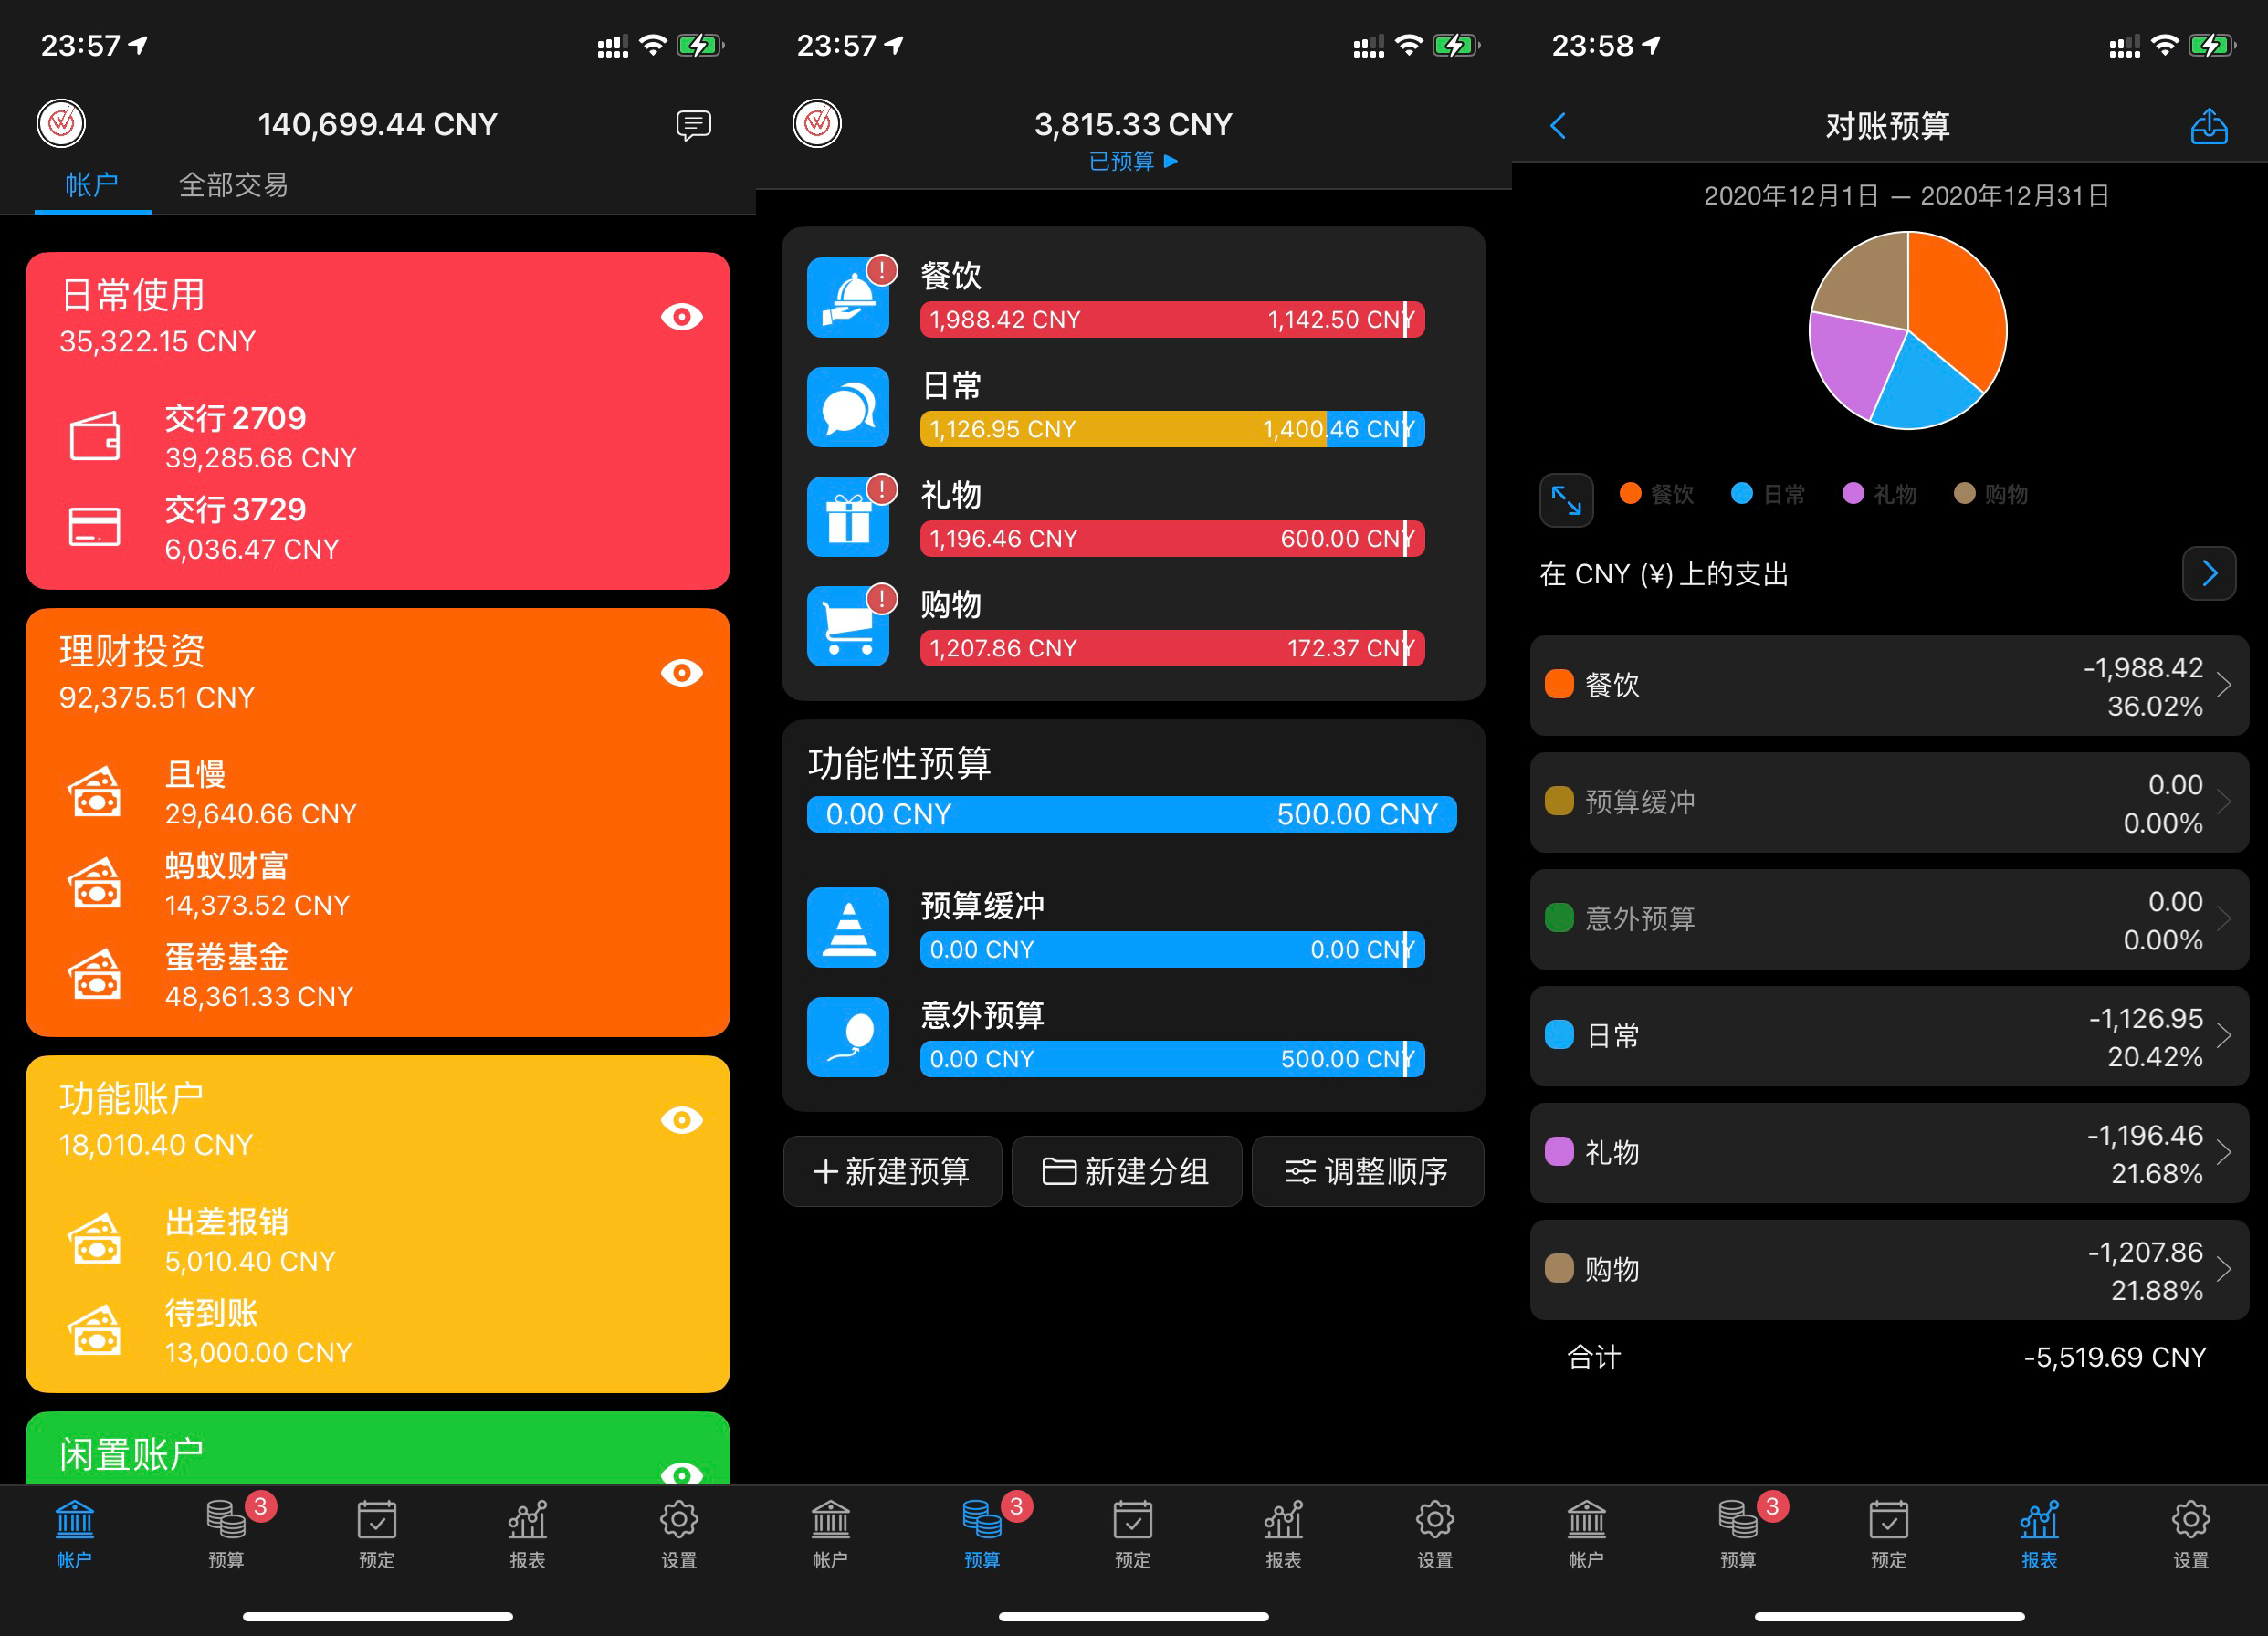 23:57
140,699.44 CNY
帐户 全部交易
日常使用
35,322.15 CNY
交行 2709
39,285.68 CNY
交行 3729
6,036.47 CNY
理财投资
92,375.51 CNY
且慢
29,640.66 CNY
蚂蚁财富
14,373.52 CNY
蛋卷基金
48,361.33 CNY
功能账户
18,010.40 CNY
出差报销
5,010.40 CNY
待到账
13,000.00 CNY
闲置账户
3
帐户 预算 预定 报表 设置
23:57
3,815.33 CNY
已预算 ▶
餐饮
1,988.42 CNY 1,142.50 CNY
日常
1,126.95 CNY 1,400.46 CNY
礼物
1,196.46 CNY 600.00 CNY
购物
1,207.86 CNY 172.37 CNY
功能性预算
0.00 CNY 500.00 CNY
预算缓冲
0.00 CNY 0.00 CNY
意外预算
0.00 CNY 500.00 CNY
新建预算 新建分组 调整顺序
3
帐户 预算 预定 报表 设置
23:58
对账预算
2020年12月1日 — 2020年12月31日
餐饮 日常 礼物 购物
在 CNY (¥) 上的支出
餐饮 -1,988.42
36.02%
预算缓冲 0.00
0.00%
意外预算 0.00
0.00%
日常 -1,126.95
20.42%
礼物 -1,196.46
21.68%
购物 -1,207.86
21.88%
合计 -5,519.69 CNY
3
帐户 预算 预定 报表 设置